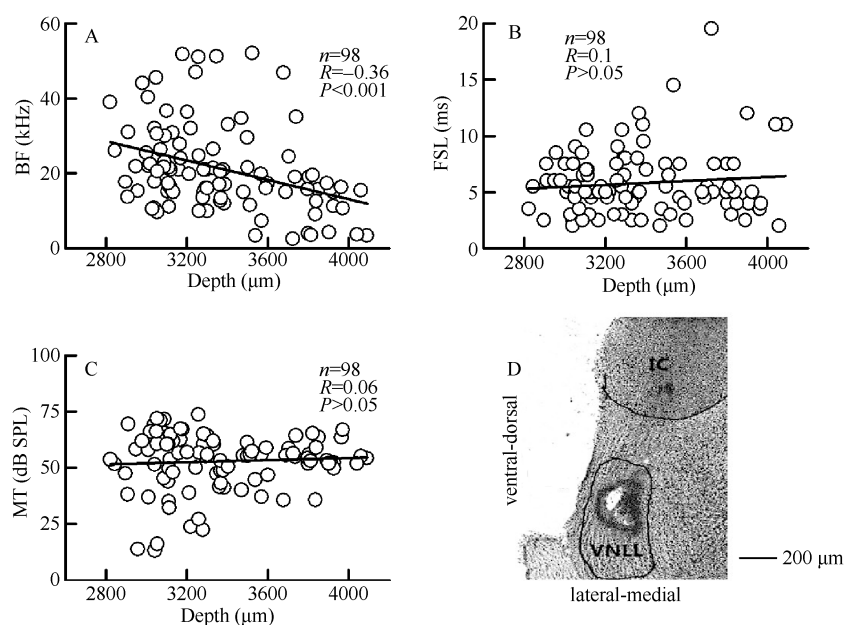 A
n=98
R=–0.36
P<0.001
60
40
20
0
BF (kHz)
2800 3200 3600 4000
Depth (μm)
B
n=98
R=0.1
P>0.05
20
15
10
5
0
FSL (ms)
2800 3200 3600 4000
Depth (μm)
C
n=98
R=0.06
P>0.05
100
75
50
25
0
MT (dB SPL)
2800 3200 3600 4000
Depth (μm)
D
IC
VNLL
ventral-dorsal
lateral-medial
200 μm